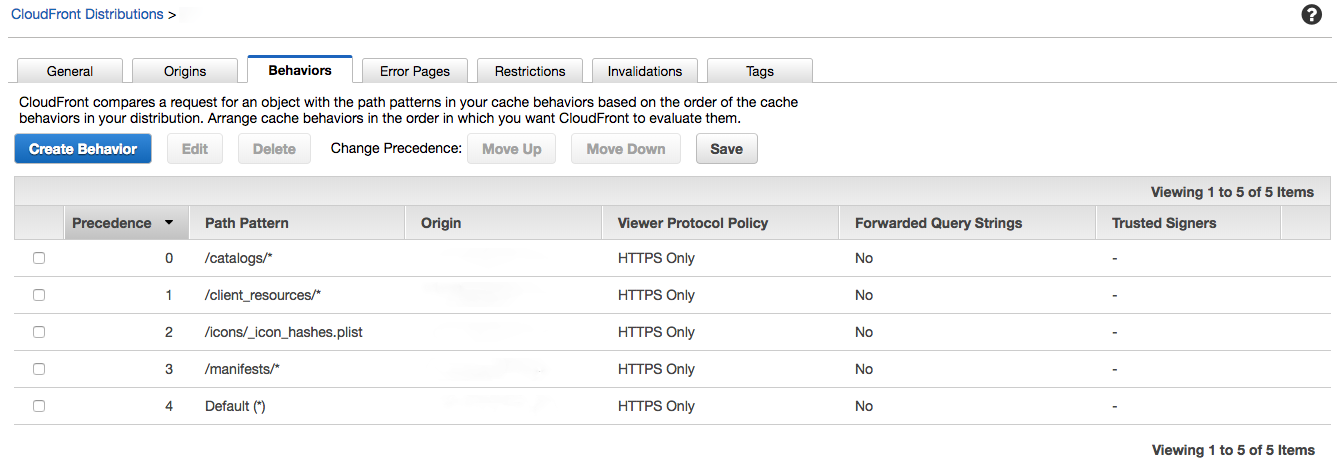 CloudFront Distributions >
?
General Origins Behaviors Error Pages Restrictions Invalidations Tags
CloudFront compares a request for an object with the path patterns in your cache behaviors based on the order of the cache
behaviors in your distribution. Arrange cache behaviors in the order in which you want CloudFront to evaluate them.
Create Behavior Edit Delete Change Precedence: Move Up Move Down Save
Viewing 1 to 5 of 5 Items
Precedence Path Pattern Origin Viewer Protocol Policy Forwarded Query Strings Trusted Signers
0 /catalogs/* HTTPS Only No -
1 /client_resources/* HTTPS Only No -
2 /icons/_icon_hashes.plist HTTPS Only No -
3 /manifests/* HTTPS Only No -
4 Default (*) HTTPS Only No -
Viewing 1 to 5 of 5 Items